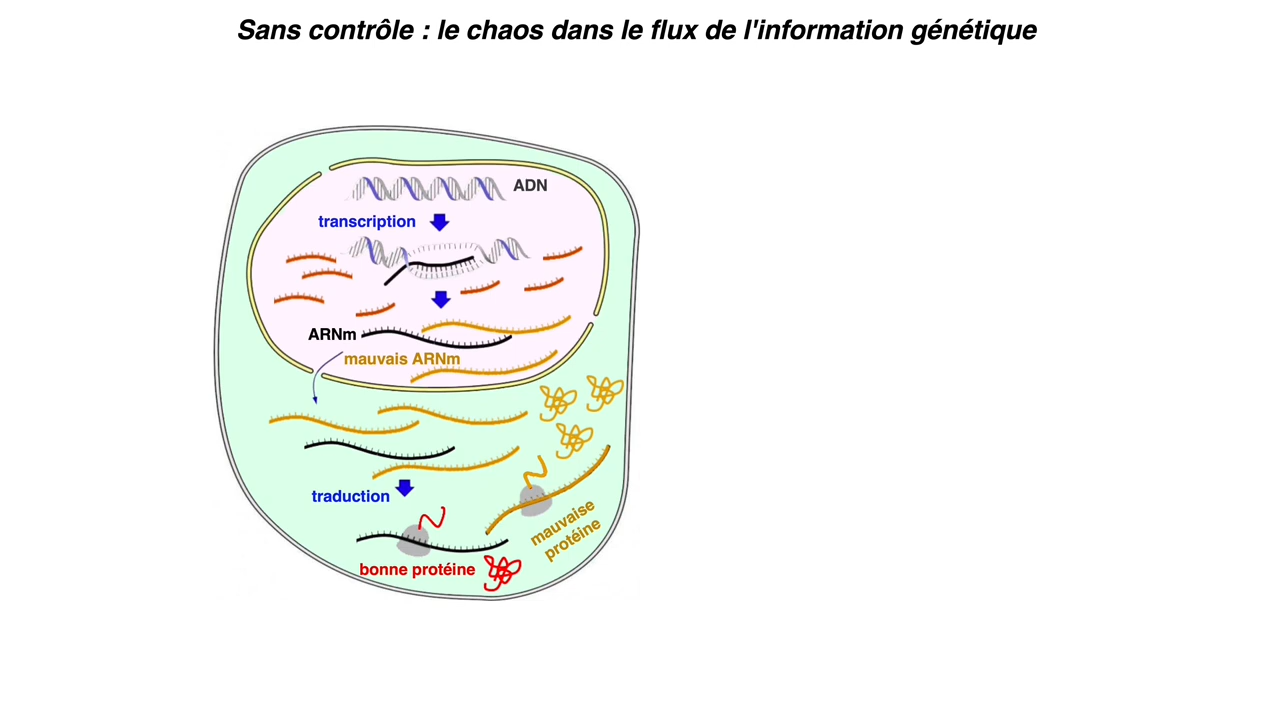 Sans contrôle : le chaos dans le flux de l'information génétique
ADN
transcription
ARNm
mauvais ARNm
traduction
mauvaise
protéine
bonne protéine